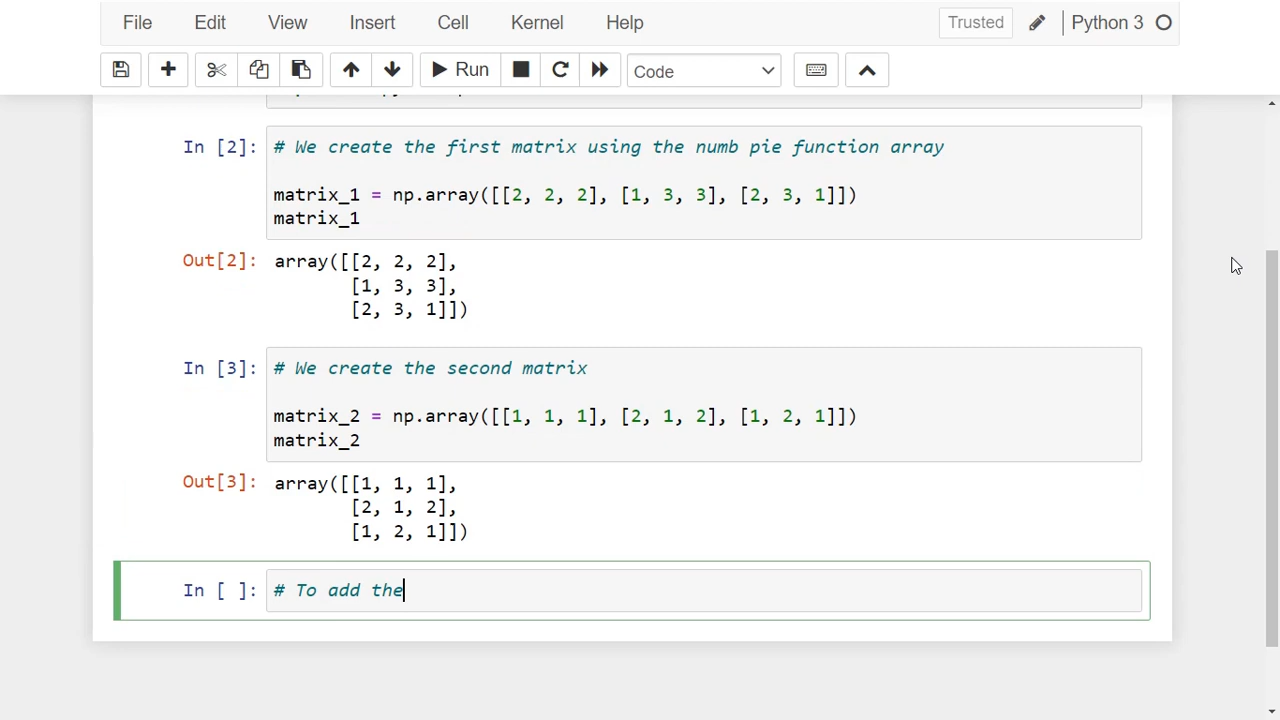 File Edit View Insert Cell Kernel Help Trusted Python 3
Run Code
In [2]: # We create the first matrix using the numb pie function array
matrix_1 = np.array([[2, 2, 2], [1, 3, 3], [2, 3, 1]])
matrix_1
Out[2]: array([[2, 2, 2],
[1, 3, 3],
[2, 3, 1]])
In [3]: # We create the second matrix
matrix_2 = np.array([[1, 1, 1], [2, 1, 2], [1, 2, 1]])
matrix_2
Out[3]: array([[1, 1, 1],
[2, 1, 2],
[1, 2, 1]])
In [ ]: # To add the